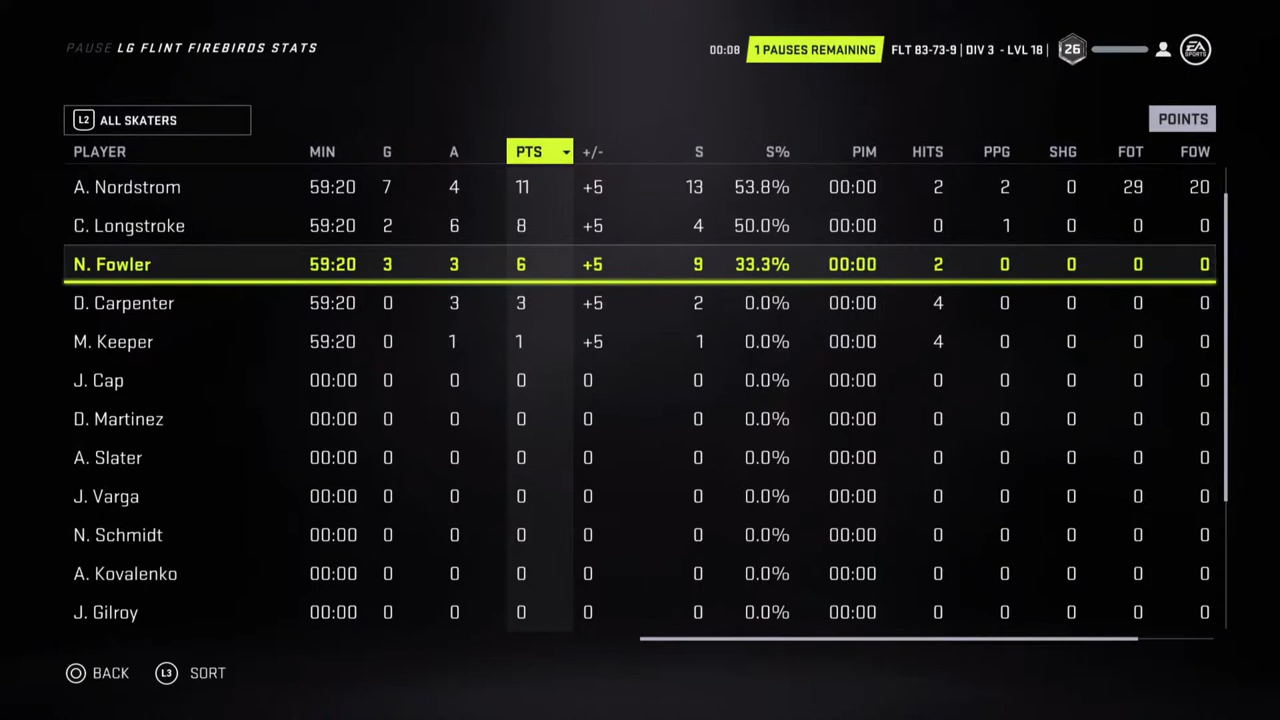 PAUSE LG FLINT FIREBIRDS STATS
00:08 1 PAUSES REMAINING FLT 83-73-9 | DIV 3 - LVL 18 | 26 EA SPORTS
L2 ALL SKATERS POINTS
PLAYER MIN G A PTS +/- S S% PIM HITS PPG SHG FOT FOW
A. Nordstrom 59:20 7 4 11 +5 13 53.8% 00:00 2 2 0 29 20
C. Longstroke 59:20 2 6 8 +5 4 50.0% 00:00 0 1 0 0 0
N. Fowler 59:20 3 3 6 +5 9 33.3% 00:00 2 0 0 0 0
D. Carpenter 59:20 0 3 3 +5 2 0.0% 00:00 4 0 0 0 0
M. Keeper 59:20 0 1 1 +5 1 0.0% 00:00 4 0 0 0 0
J. Cap 00:00 0 0 0 0 0 0.0% 00:00 0 0 0 0 0
D. Martinez 00:00 0 0 0 0 0 0.0% 00:00 0 0 0 0 0
A. Slater 00:00 0 0 0 0 0 0.0% 00:00 0 0 0 0 0
J. Varga 00:00 0 0 0 0 0 0.0% 00:00 0 0 0 0 0
N. Schmidt 00:00 0 0 0 0 0 0.0% 00:00 0 0 0 0 0
A. Kovalenko 00:00 0 0 0 0 0 0.0% 00:00 0 0 0 0 0
J. Gilroy 00:00 0 0 0 0 0 0.0% 00:00 0 0 0 0 0
BACK L3 SORT